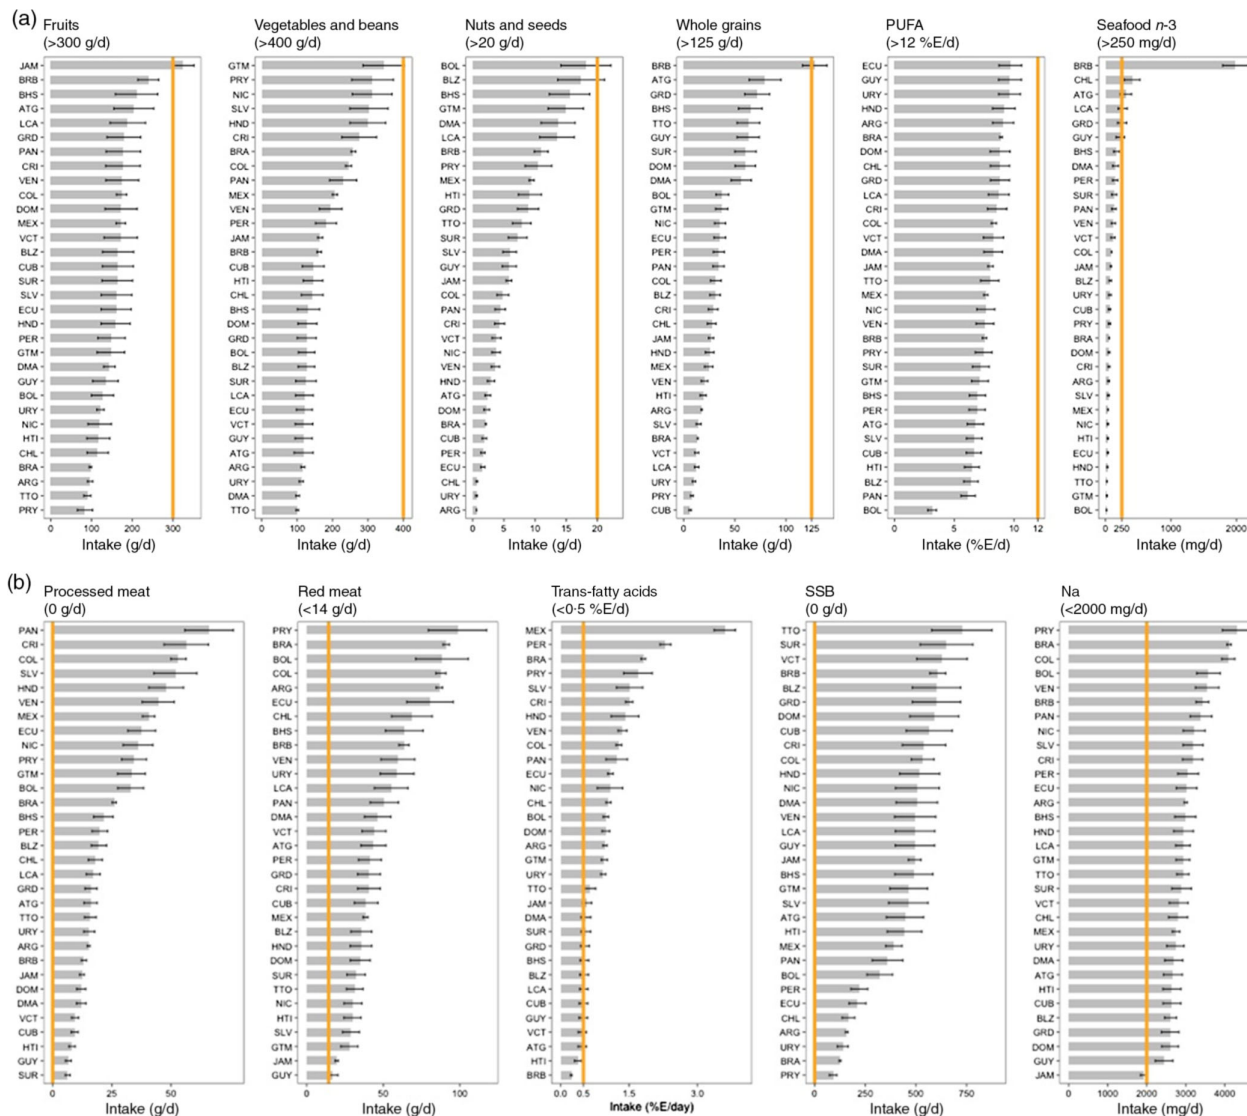 (a)
Fruits
(>300 g/d)
JAM
BRB
BHS
ATG
LCA
GRD
PAN
CRI
VEN
COL
DOM
MEX
VCT
BLZ
CUB
SUR
SLV
ECU
HND
PER
GTM
DMA
GUY
BOL
URY
NIC
HTI
CHL
BRA
ARG
TTO
PRY
0 100 200 300
Intake (g/d)
Vegetables and beans
(>400 g/d)
GTM
PRY
NIC
SLV
HND
CRI
BRA
COL
PAN
MEX
VEN
PER
JAM
BRB
CUB
HTI
CHL
BHS
DOM
GRD
BOL
BLZ
SUR
LCA
ECU
VCT
GUY
ATG
ARG
URY
DMA
TTO
0 100 200 300 400
Intake (g/d)
Nuts and seeds
(>20 g/d)
BOL
BLZ
BHS
GTM
DMA
LCA
BRB
PRY
MEX
HTI
GRD
TTO
SUR
SLV
GUY
JAM
COL
PAN
CRI
VCT
NIC
VEN
HND
ATG
DOM
BRA
CUB
PER
ECU
CHL
URY
ARG
0 5 10 15 20
Intake (g/d)
Whole grains
(>125 g/d)
BRB
ATG
GRD
BHS
TTO
GUY
SUR
DOM
DMA
BOL
GTM
NIC
ECU
PER
PAN
COL
BLZ
CRI
CHL
JAM
HND
MEX
VEN
HTI
ARG
SLV
BRA
VCT
LCA
URY
PRY
CUB
0 50 100 125
Intake (g/d)
PUFA
(>12 %E/d)
ECU
GUY
URY
HND
ARG
BRA
DOM
CHL
GRD
LCA
CRI
COL
VCT
DMA
JAM
TTO
MEX
NIC
VEN
BRB
PRY
SUR
GTM
BHS
PER
ATG
SLV
CUB
HTI
BLZ
PAN
BOL
0 5 10 12
Intake (%E/d)
Seafood n-3
(>250 mg/d)
BRB
CHL
ATG
LCA
GRD
GUY
BHS
DMA
PER
SUR
PAN
VEN
VCT
COL
JAM
BLZ
URY
CUB
PRY
BRA
DOM
CRI
ARG
SLV
MEX
NIC
HTI
ECU
HND
TTO
GTM
BOL
0 250 1000 2000
Intake (mg/d)
(b)
Processed meat
(0 g/d)
PAN
CRI
COL
SLV
HND
VEN
MEX
ECU
NIC
PRY
GTM
BOL
BRA
BHS
PER
BLZ
CHL
LCA
GRD
ATG
TTO
URY
ARG
BRB
JAM
DOM
DMA
VCT
CUB
HTI
GUY
SUR
0 50
Intake (g/d)
Red meat
(<14 g/d)
PRY
BRA
BOL
COL
ARG
ECU
CHL
BHS
BRB
VEN
URY
LCA
PAN
DMA
VCT
ATG
PER
GRD
CRI
CUB
MEX
BLZ
HND
DOM
SUR
TTO
NIC
HTI
SLV
GTM
JAM
GUY
0 50 100
Intake (g/d)
Trans-fatty acids
(<0·5 %E/d)
MEX
PER
BRA
PRY
SLV
CRI
HND
VEN
COL
PAN
ECU
NIC
CHL
BOL
DOM
ARG
GTM
URY
TTO
JAM
DMA
SUR
GRD
BHS
BLZ
LCA
CUB
GUY
VCT
ATG
HTI
BRB
0.0 0.5 1.5 3.0
Intake (%E/day)
SSB
(0 g/d)
TTO
SUR
VCT
BRB
BLZ
GRD
DOM
CUB
CRI
COL
HND
NIC
DMA
VEN
LCA
GUY
JAM
BHS
GTM
SLV
ATG
HTI
MEX
PAN
BOL
PER
ECU
CHL
ARG
URY
BRA
PRY
0 250 500 750
Intake (g/d)
Na
(<2000 mg/d)
PRY
BRA
COL
BOL
VEN
BRB
PAN
NIC
SLV
CRI
PER
ECU
ARG
BHS
HND
LCA
GTM
TTO
SUR
VCT
CHL
MEX
URY
DMA
ATG
HTI
CUB
BLZ
GRD
DOM
GUY
JAM
0 1000 2000 3000 4000
Intake (mg/d)